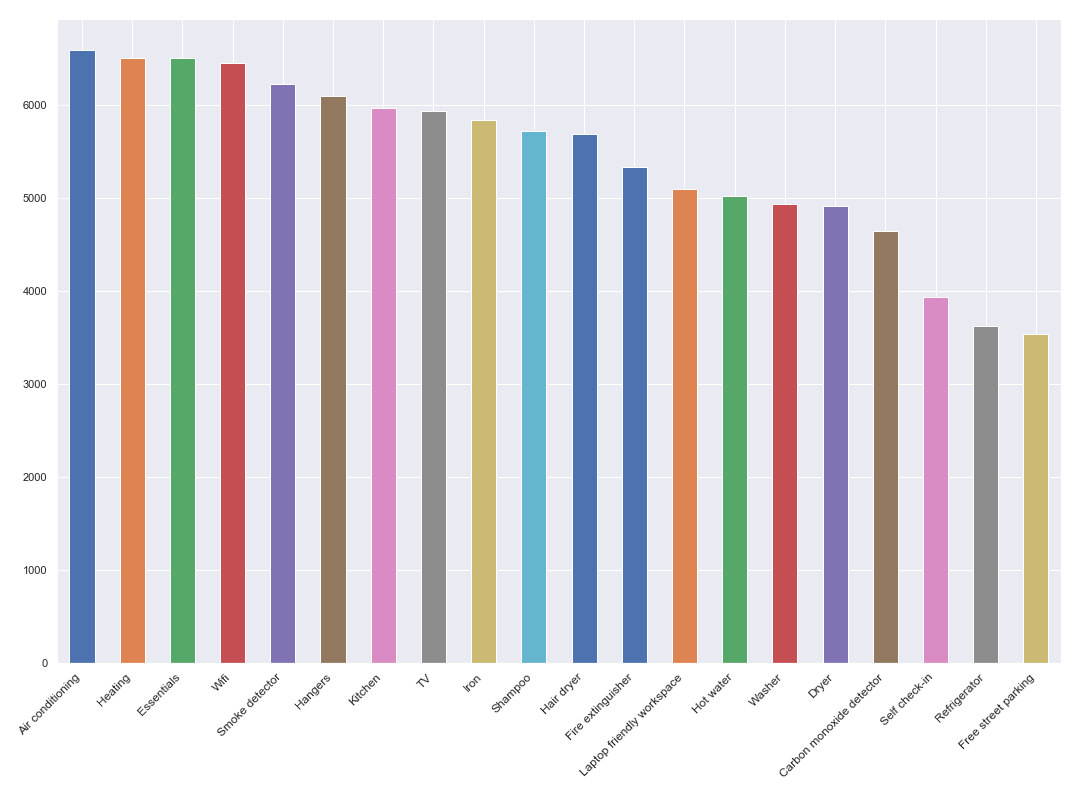 6000
5000
4000
3000
2000
1000
0
Air conditioning
Heating
Essentials
Wifi
Smoke detector
Hangers
Kitchen
TV
Iron
Shampoo
Hair dryer
Fire extinguisher
Laptop friendly workspace
Hot water
Washer
Dryer
Carbon monoxide detector
Self check-in
Refrigerator
Free street parking